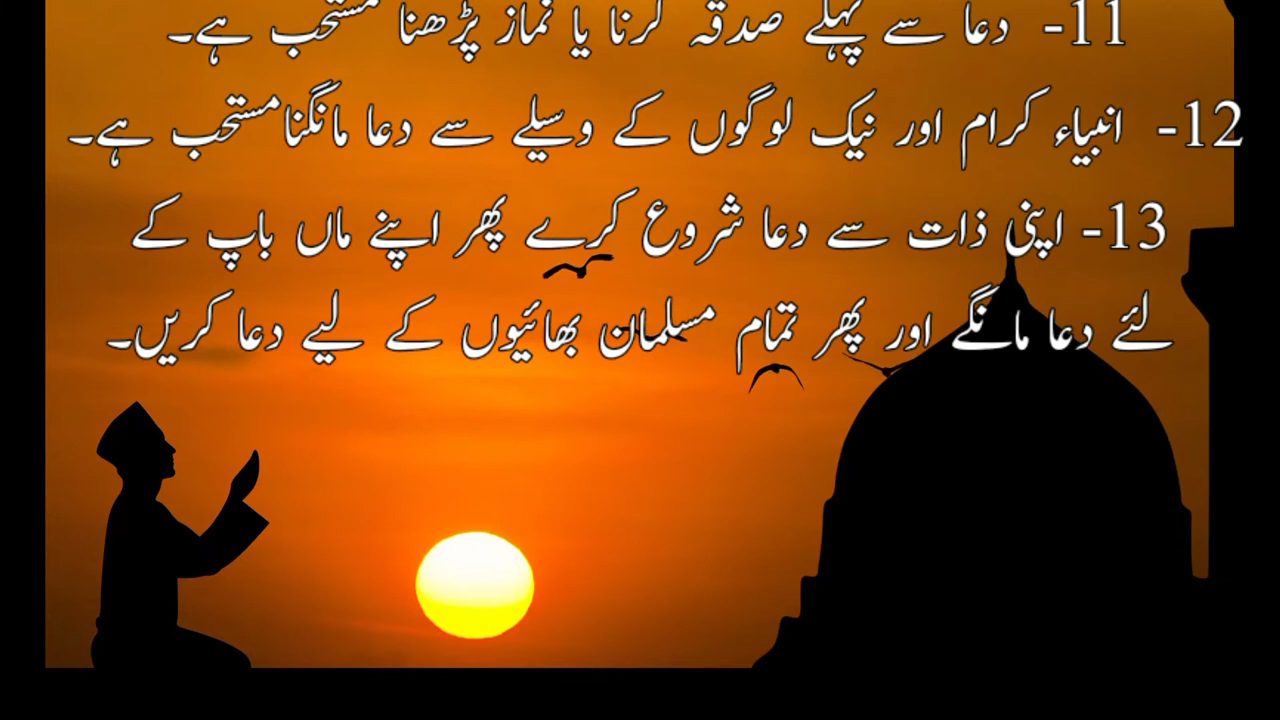 11- دعا سے پہلے صدقہ کرنا یا نماز پڑھنا مستحب ہے۔
12- انبیاء کرام اور نیک لوگوں کے وسیلے سے دعا مانگنا مستحب ہے۔
13- اپنی ذات سے دعا شروع کرے پھر اپنے ماں باپ کے
لئے دعا مانگے اور پھر تمام مسلمان بھائیوں کے لیے دعا کریں۔